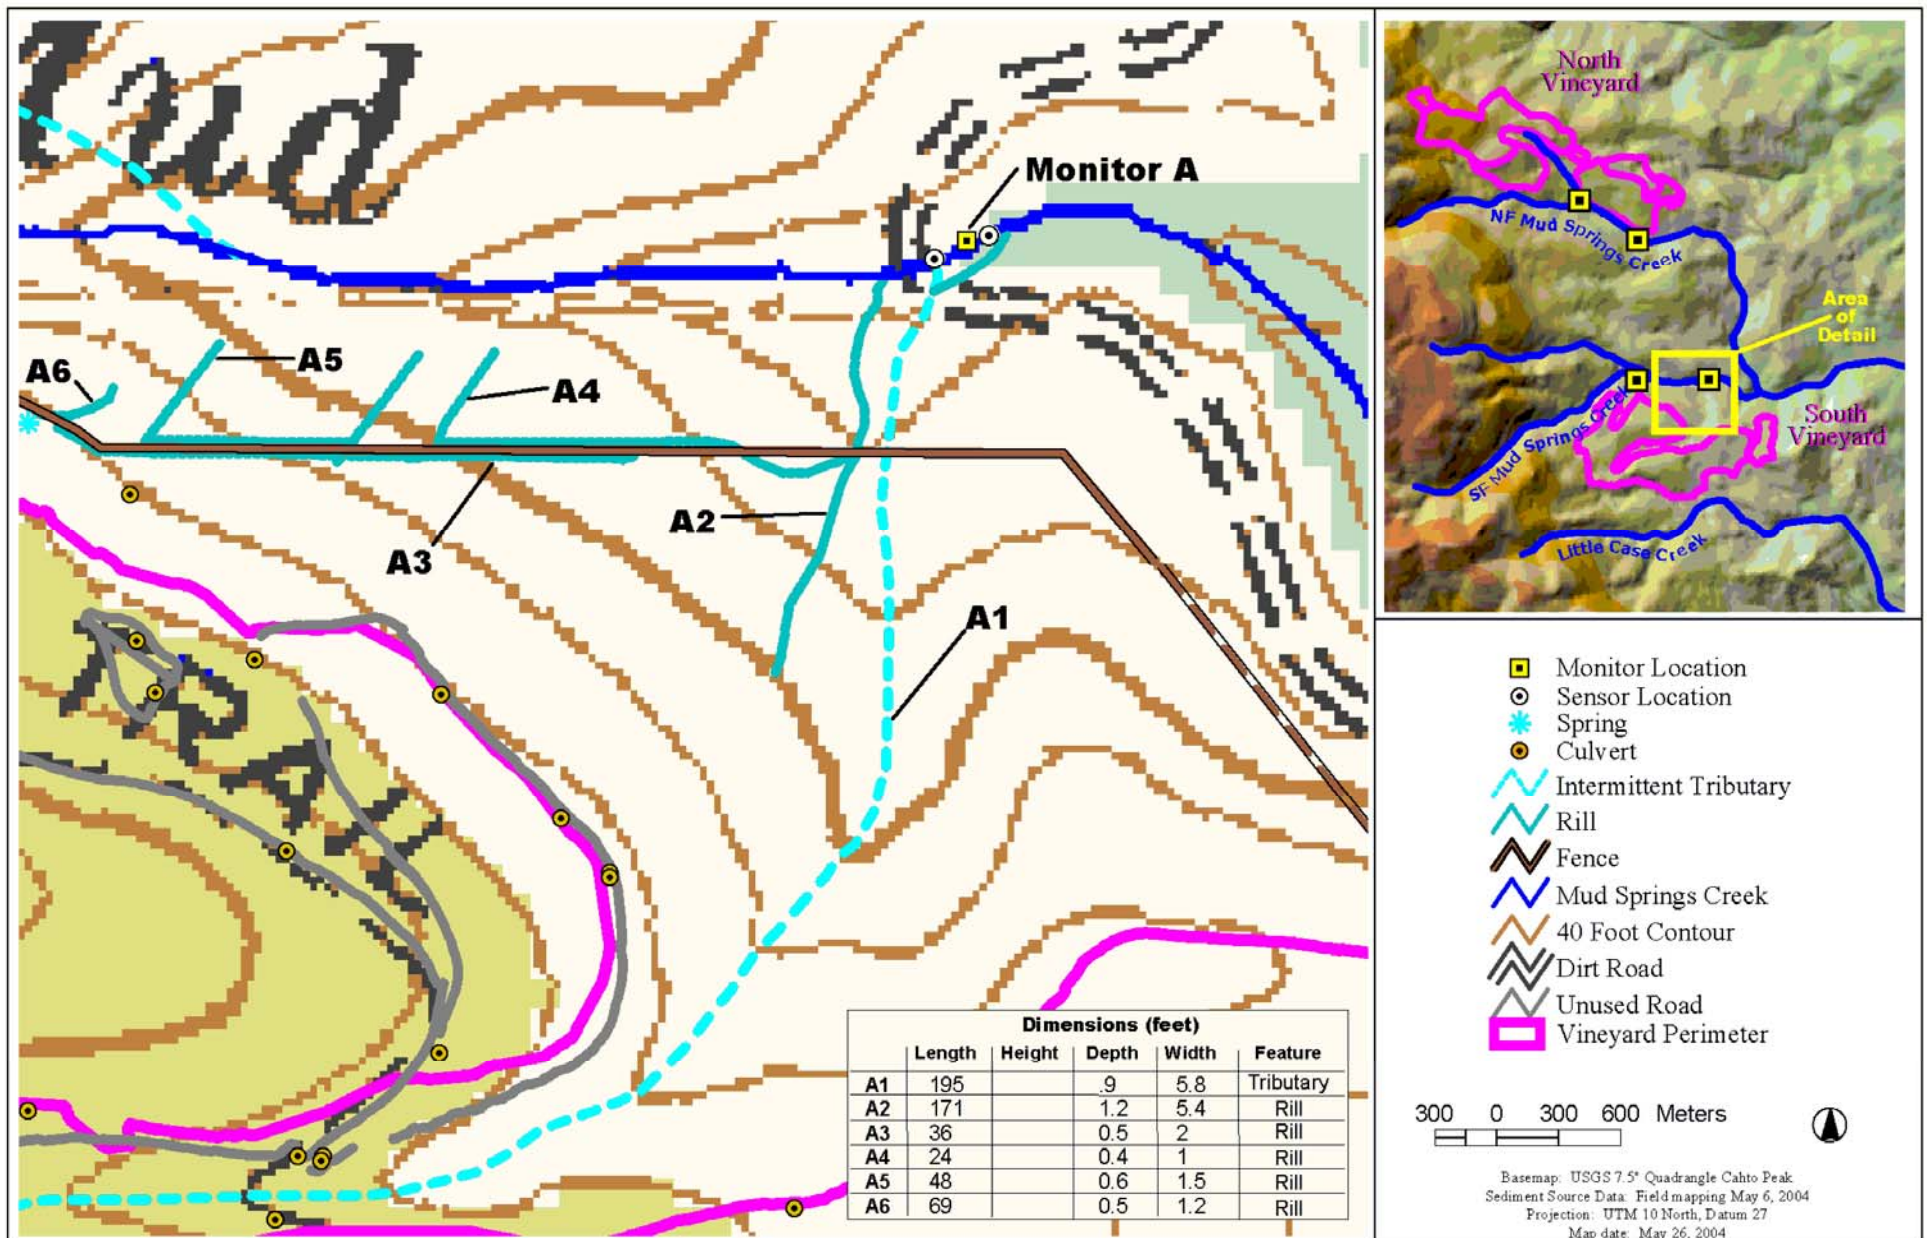 ud
Monitor A
A6
A5
A4
A3
A2
A1
Dimensions (feet)
Length Height Depth Width Feature
A1 195 .9 5.8 Tributary
A2 171 1.2 5.4 Rill
A3 36 0.5 2 Rill
A4 24 0.4 1 Rill
A5 48 0.6 1.5 Rill
A6 69 0.5 1.2 Rill
North
Vineyard
NF Mud Springs Creek
Area
of
Detail
SF Mud Springs Creek
South
Vineyard
Little Case Creek
Monitor Location
Sensor Location
Spring
Culvert
Intermittent Tributary
Rill
Fence
Mud Springs Creek
40 Foot Contour
Dirt Road
Unused Road
Vineyard Perimeter
300 0 300 600 Meters
Basemap: USGS 7.5" Quadrangle Cahto Peak
Sediment Source Data: Field mapping May 6, 2004
Projection: UTM 10 North, Datum 27
Map date: May 26, 2004